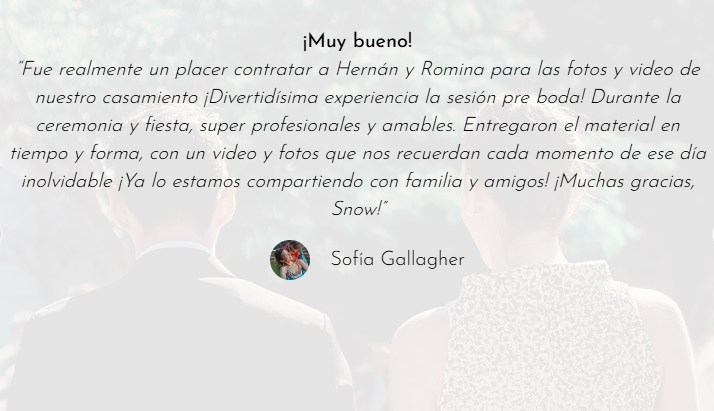 ¡Muy bueno!
“Fue realmente un placer contratar a Hernán y Romina para las fotos y video de
nuestro casamiento ¡Divertidísima experiencia la sesión pre boda! Durante la
ceremonia y fiesta, super profesionales y amables. Entregaron el material en
tiempo y forma, con un video y fotos que nos recuerdan cada momento de ese día
inolvidable ¡Ya lo estamos compartiendo con familia y amigos! ¡Muchas gracias,
Snow!”
Sofía Gallagher